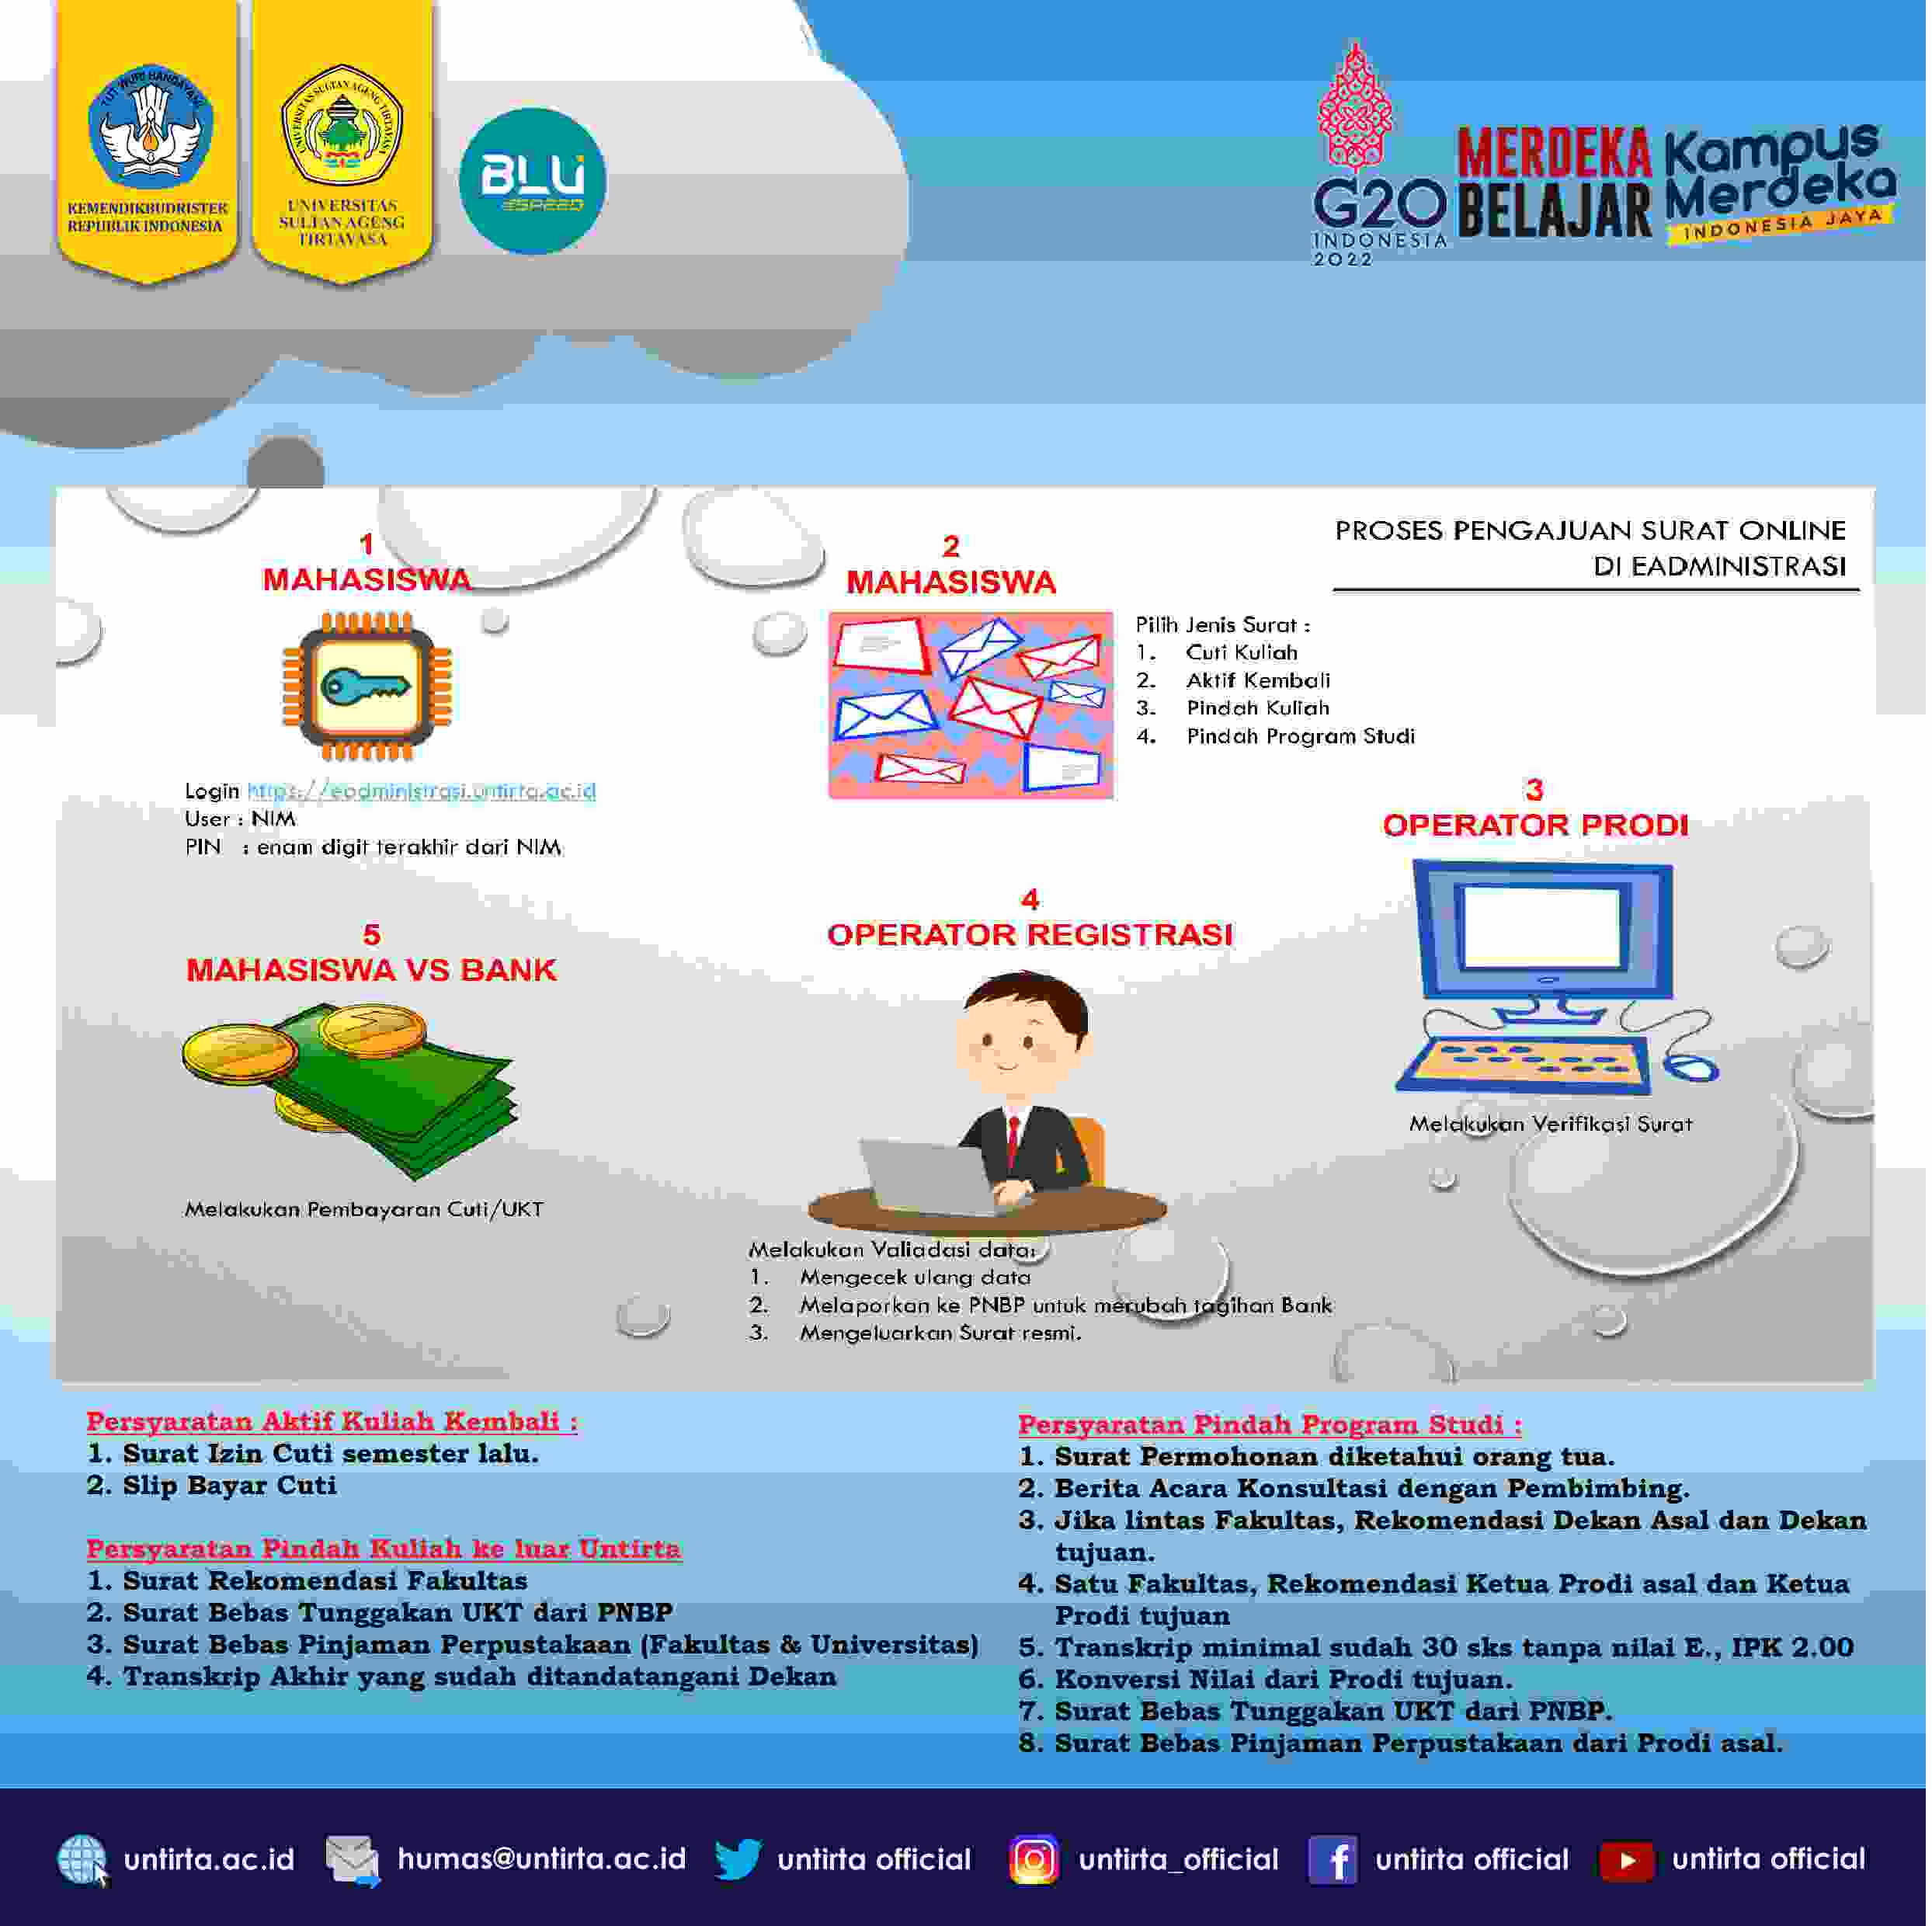 TUT WURI HANDAYANI
KEMENDIKBUDRISTEK
REPUBLIK INDONESIA
UNIVERSITAS SULTAN AGENG TIRTAYASA
UNIVERSITAS
SULTAN AGENG
TIRTAYASA
BLU
SPEED
G20
INDONESIA
2022
MERDEKA
BELAJAR
Kampus
Merdeka
INDONESIA JAYA
PROSES PENGAJUAN SURAT ONLINE
DI EADMINISTRASI
1
MAHASISWA
Login https://eadministrasi.untirta.ac.id
User : NIM
PIN : enam digit terakhir dari NIM
2
MAHASISWA
Pilih Jenis Surat :
1. Cuti Kuliah
2. Aktif Kembali
3. Pindah Kuliah
4. Pindah Program Studi
3
OPERATOR PRODI
Melakukan Verifikasi Surat
4
OPERATOR REGISTRASI
Melakukan Valiadasi data:
1. Mengecek ulang data
2. Melaporkan ke PNBP untuk merubah tagihan Bank
3. Mengeluarkan Surat resmi.
5
MAHASISWA VS BANK
Melakukan Pembayaran Cuti/UKT
Persyaratan Aktif Kuliah Kembali :
1. Surat Izin Cuti semester lalu.
2. Slip Bayar Cuti
Persyaratan Pindah Kuliah ke luar Untirta
1. Surat Rekomendasi Fakultas
2. Surat Bebas Tunggakan UKT dari PNBP
3. Surat Bebas Pinjaman Perpustakaan (Fakultas & Universitas)
4. Transkrip Akhir yang sudah ditandatangani Dekan
Persyaratan Pindah Program Studi :
1. Surat Permohonan diketahui orang tua.
2. Berita Acara Konsultasi dengan Pembimbing.
3. Jika lintas Fakultas, Rekomendasi Dekan Asal dan Dekan
tujuan.
4. Satu Fakultas, Rekomendasi Ketua Prodi asal dan Ketua
Prodi tujuan
5. Transkrip minimal sudah 30 sks tanpa nilai E., IPK 2.00
6. Konversi Nilai dari Prodi tujuan.
7. Surat Bebas Tunggakan UKT dari PNBP.
8. Surat Bebas Pinjaman Perpustakaan dari Prodi asal.
untirta.ac.id humas@untirta.ac.id untirta official untirta_official untirta official untirta official